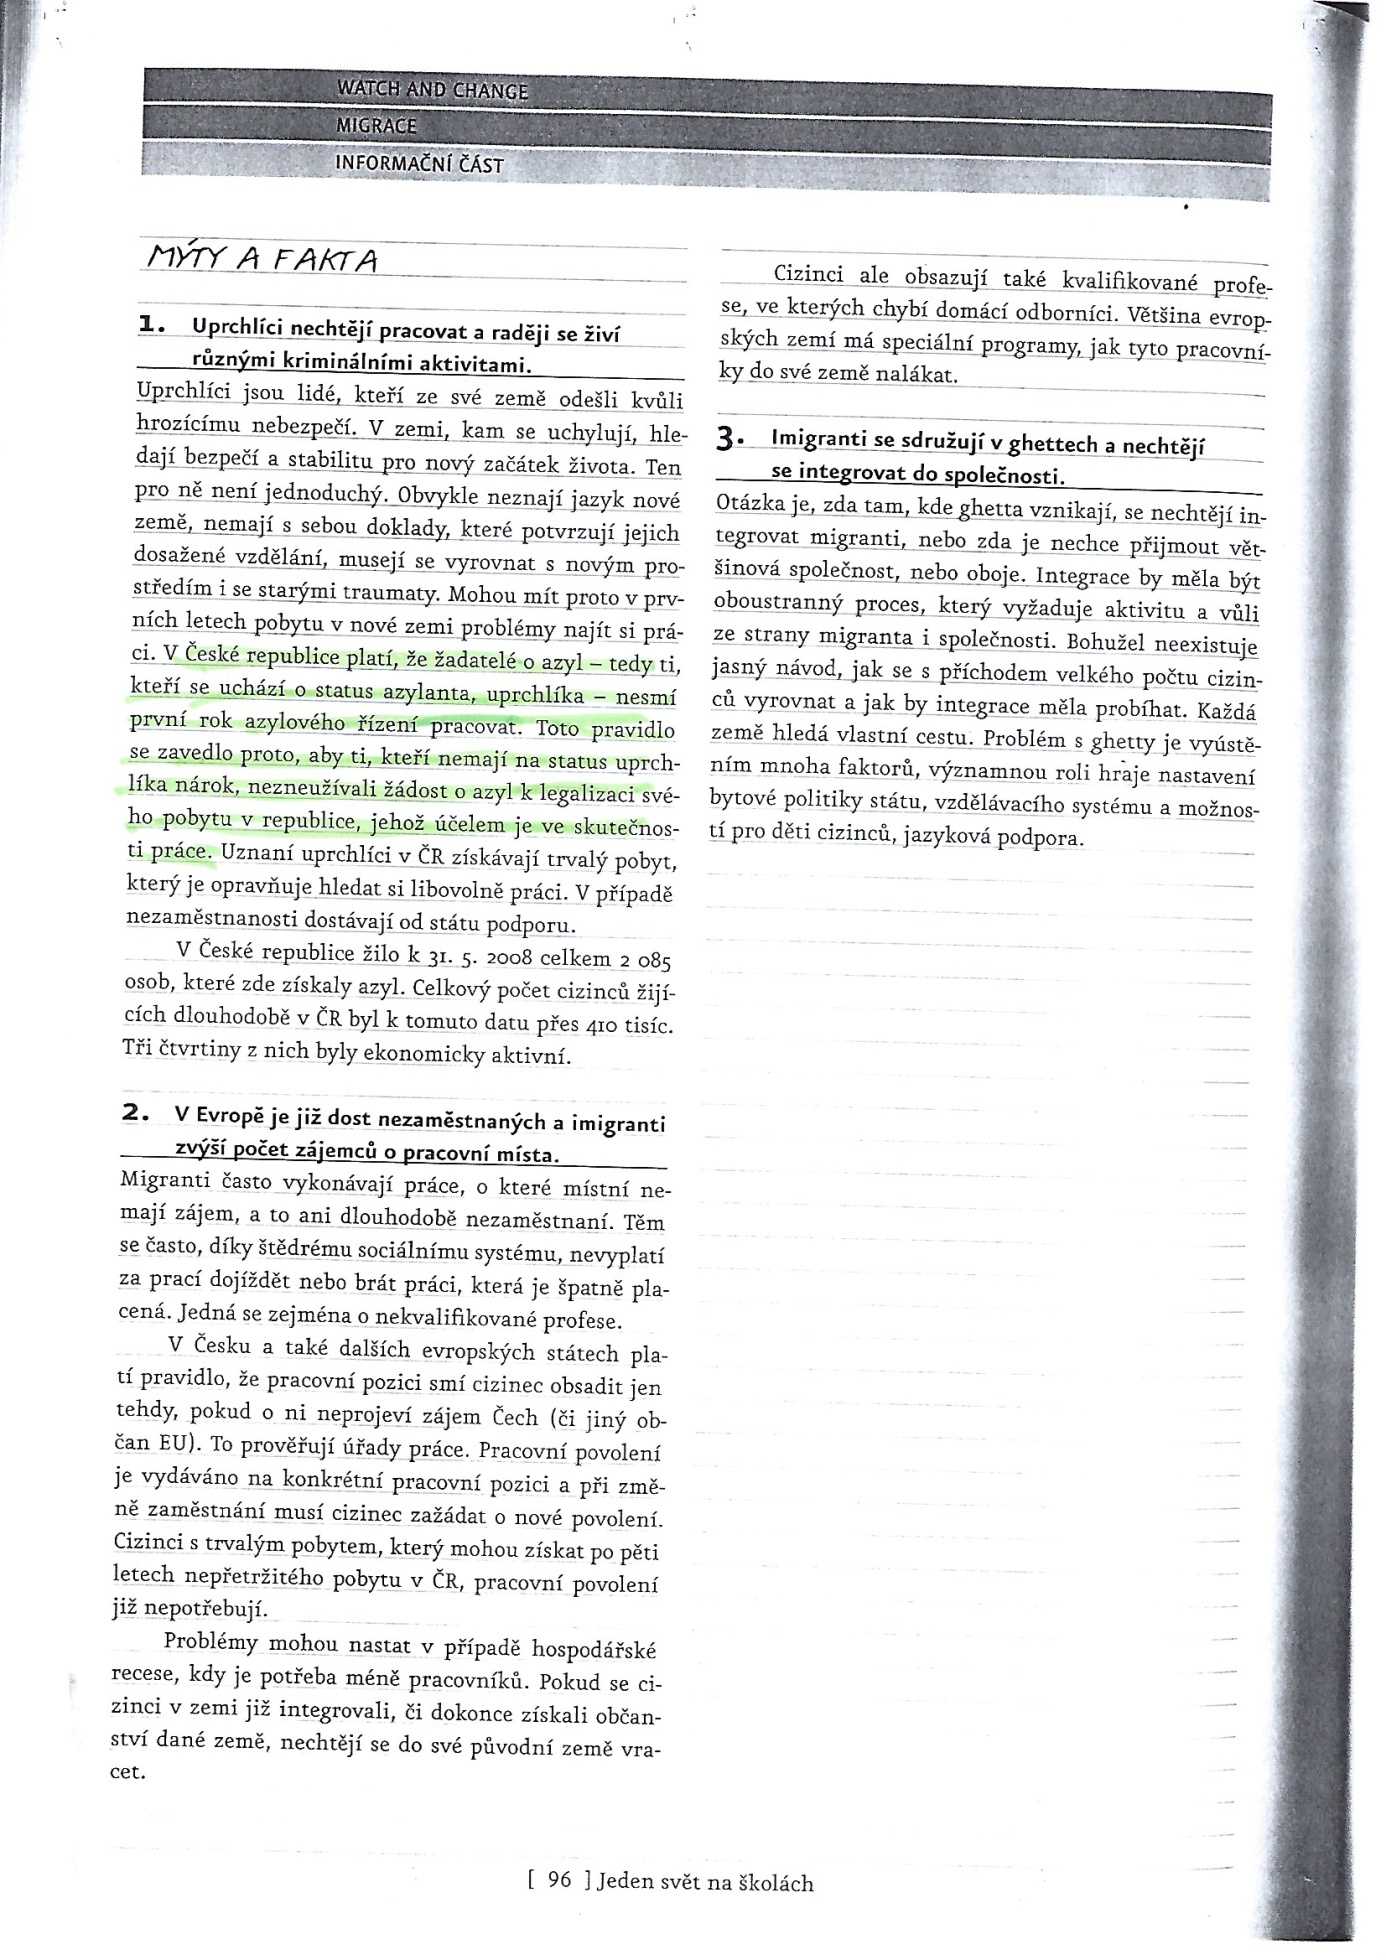 WATCH AND CHANGE
MIGRACE
INFORMAČNÍ ČÁST
MÝTY A FAKTA
1. Uprchlíci nechtějí pracovat a raději se živí
různými kriminálními aktivitami.
Uprchlíci jsou lidé, kteří ze své země odešli kvůli
hrozícímu nebezpečí. V zemi, kam se uchylují, hle-
dají bezpečí a stabilitu pro nový začátek života. Ten
pro ně není jednoduchý. Obvykle neznají jazyk nové
země, nemají s sebou doklady, které potvrzují jejich
dosažené vzdělání, musejí se vyrovnat s novým pro-
středím i se starými traumaty. Mohou mít proto v prv-
ních letech pobytu v nové zemi problémy najít si prá-
ci. V České republice platí, že žadatelé o azyl – tedy ti,
kteří se uchází o status azylanta, uprchlíka – nesmí
první rok azylového řízení pracovat. Toto pravidlo
se zavedlo proto, aby ti, kteří nemají na status uprch-
líka nárok, nezneužívali žádost o azyl k legalizaci své-
ho pobytu v republice, jehož účelem je ve skutečnos-
ti práce. Uznaní uprchlíci v ČR získávají trvalý pobyt,
který je opravňuje hledat si libovolně práci. V případě
nezaměstnanosti dostávají od státu podporu.
V České republice žilo k 31. 5. 2008 celkem 2 085
osob, které zde získaly azyl. Celkový počet cizinců žijí-
cích dlouhodobě v ČR byl k tomuto datu přes 410 tisíc.
Tři čtvrtiny z nich byly ekonomicky aktivní.
2. V Evropě je již dost nezaměstnaných a imigranti
zvýší počet zájemců o pracovní místa.
Migranti často vykonávají práce, o které místní ne-
mají zájem, a to ani dlouhodobě nezaměstnaní. Těm
se často, díky štědrému sociálnímu systému, nevyplatí
za prací dojíždět nebo brát práci, která je špatně pla-
cená. Jedná se zejména o nekvalifikované profese.
V Česku a také dalších evropských státech pla-
tí pravidlo, že pracovní pozici smí cizinec obsadit jen
tehdy, pokud o ni neprojeví zájem Čech (či jiný ob-
čan EU). To prověřují úřady práce. Pracovní povolení
je vydáváno na konkrétní pracovní pozici a při změ-
ně zaměstnání musí cizinec zažádat o nové povolení.
Cizinci s trvalým pobytem, který mohou získat po pěti
letech nepřetržitého pobytu v ČR, pracovní povolení
již nepotřebují.
Problémy mohou nastat v případě hospodářské
recese, kdy je potřeba méně pracovníků. Pokud se ci-
zinci v zemi již integrovali, či dokonce získali občan-
ství dané země, nechtějí se do své původní země vra-
cet.
Cizinci ale obsazují také kvalifikované profe-
se, ve kterých chybí domácí odborníci. Většina evrop-
ských zemí má speciální programy, jak tyto pracovní-
ky do své země nalákat.
3. Imigranti se sdružují v ghettech a nechtějí
se integrovat do společnosti.
Otázka je, zda tam, kde ghetta vznikají, se nechtějí in-
tegrovat migranti, nebo zda je nechce přijmout vět-
šinová společnost, nebo oboje. Integrace by měla být
oboustranný proces, který vyžaduje aktivitu a vůli
ze strany migranta i společnosti. Bohužel neexistuje
jasný návod, jak se s příchodem velkého počtu cizin-
ců vyrovnat a jak by integrace měla probíhat. Každá
země hledá vlastní cestu. Problém s ghetty je vyústě-
ním mnoha faktorů, významnou roli hraje nastavení
bytové politiky státu, vzdělávacího systému a možnos-
tí pro děti cizinců, jazyková podpora.
[ 96 ] Jeden svět na školách